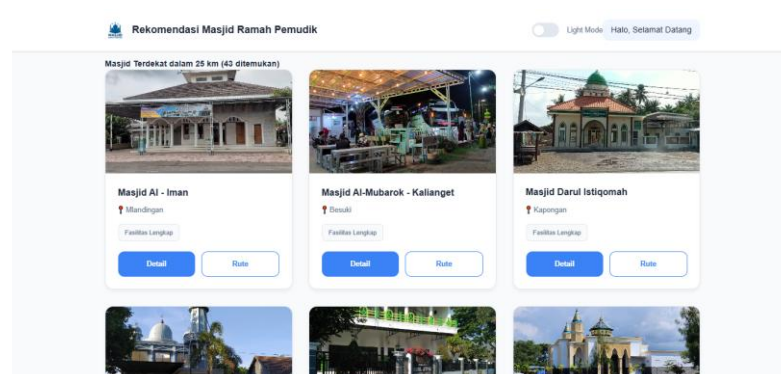 Rekomendasi Masjid Ramah Pemudik
Light Mode
Halo, Selamat Datang
Masjid Terdekat dalam 25 km (43 ditemukan)
Masjid Al - Iman
Mlandingan
Fasilitas Lengkap
Detail
Rute
Masjid Al-Mubarok - Kalianget
Besuki
Fasilitas Lengkap
Detail
Rute
Masjid Darul Istiqomah
Kapongan
Fasilitas Lengkap
Detail
Rute